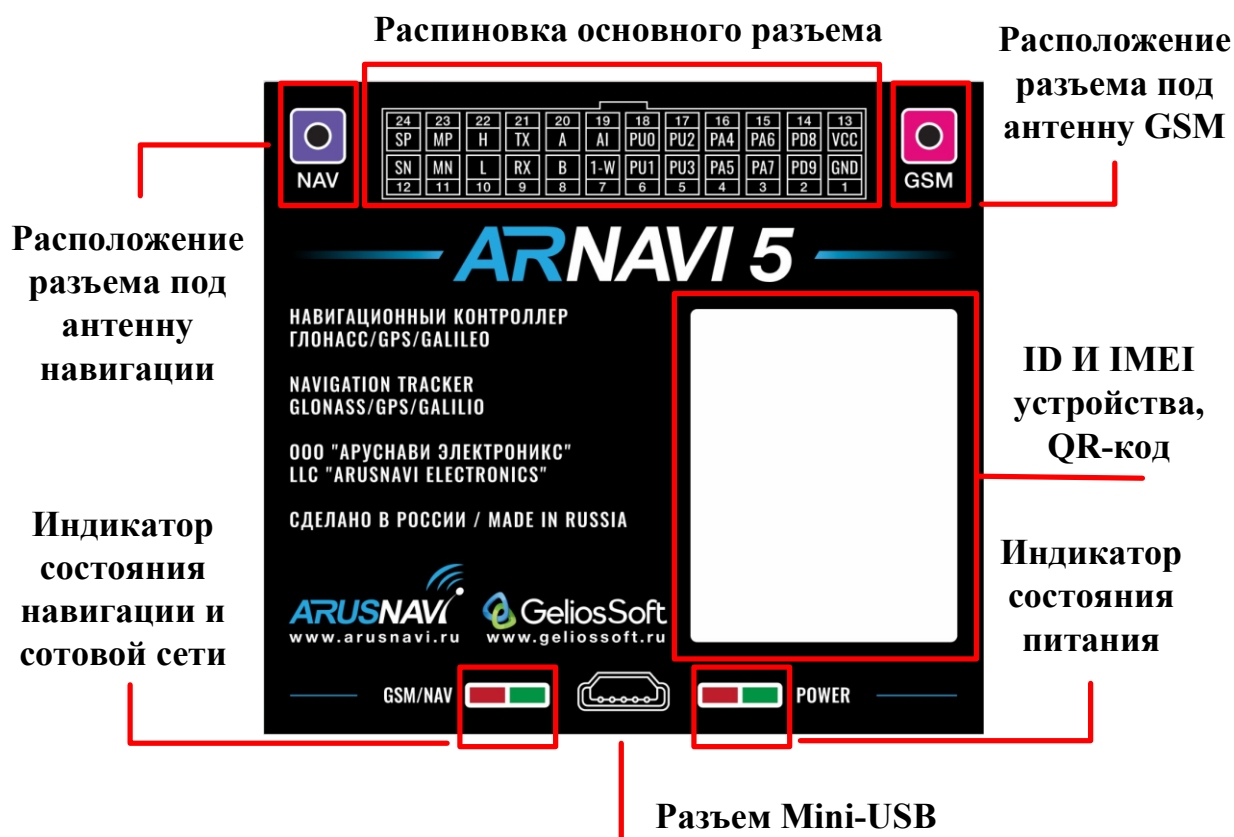 Распиновка основного разъема
Расположение
разъема под
антенну GSM
24 23 22 21 20 19 18 17 16 15 14 13
SP MP H TX A AI PU0 PU2 PA4 PA6 PD8 VCC
SN MN L RX B 1-W PU1 PU3 PA5 PA7 PD9 GND
12 11 10 9 8 7 6 5 4 3 2 1
NAV
GSM
Расположение
разъема под
антенну
навигации
ARNAVI 5
НАВИГАЦИОННЫЙ КОНТРОЛЛЕР
ГЛОНАСС/GPS/GALILEO
NAVIGATION TRACKER
GLONASS/GPS/GALILIO
ООО "АРУСНАВИ ЭЛЕКТРОНИКС"
LLC "ARUSNAVI ELECTRONICS"
СДЕЛАНО В РОССИИ / MADE IN RUSSIA
ID И IMEI
устройства,
QR-код
Индикатор
состояния
навигации и
сотовой сети
ARUSNAVI
www.arusnavi.ru
GeliosSoft
www.geliossoft.ru
Индикатор
состояния
питания
GSM/NAV
POWER
Разъем Mini-USB